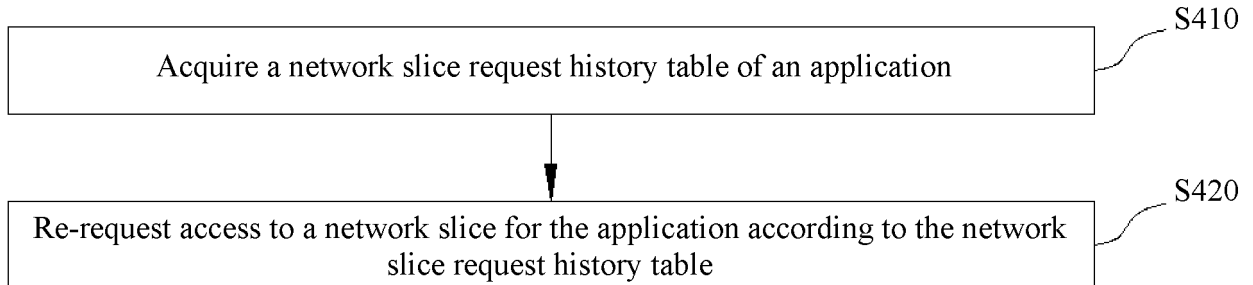 S410
Acquire a network slice request history table of an application
S420
Re-request access to a network slice for the application according to the network
slice request history table